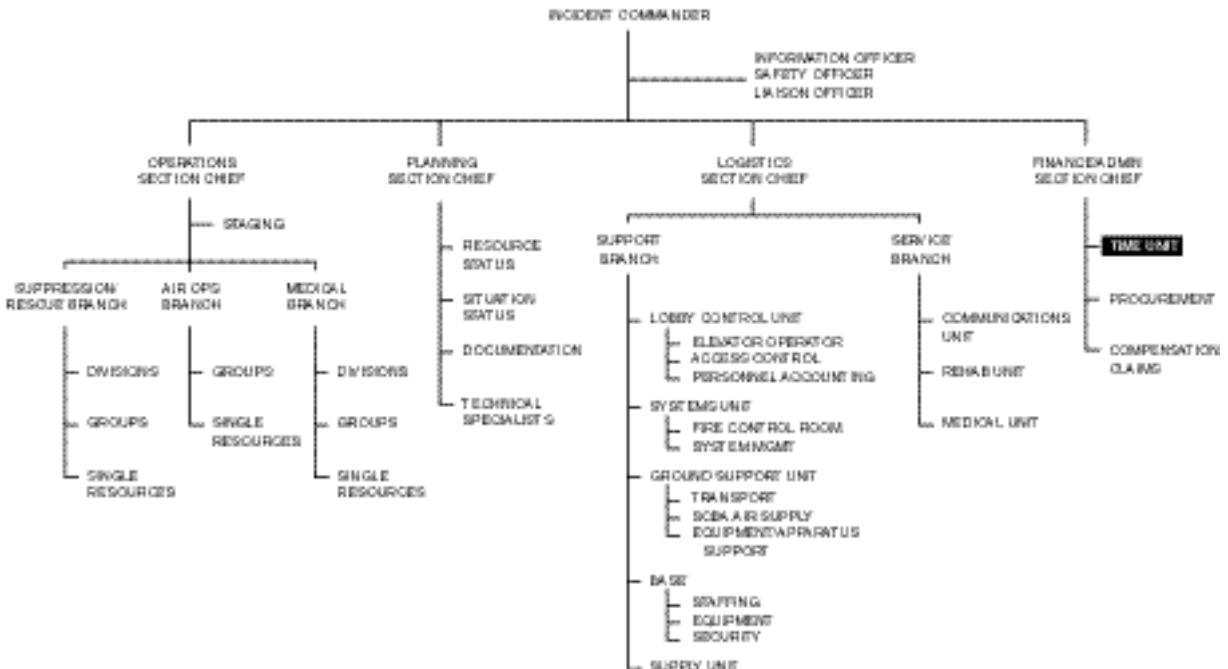 INCIDENT COMMANDER
INFORMATION OFFICER
SAFETY OFFICER
LIAISON OFFICER
OPERATIONS
SECTION CHIEF
PLANNING
SECTION CHIEF
LOGISTICS
SECTION CHIEF
FINANCE/ADMIN
SECTION CHIEF
STAGING
SUPPRESSION/
RESCUE BRANCH
AIR OPS
BRANCH
MEDICAL
BRANCH
DIVISIONS
GROUPS
SINGLE
RESOURCES
GROUPS
SINGLE
RESOURCES
DIVISIONS
GROUPS
SINGLE
RESOURCES
RESOURCE
STATUS
SITUATION
STATUS
DOCUMENTATION
TECHNICAL
SPECIALISTS
SUPPORT
BRANCH
LOBBY CONTROL UNIT
ELEVATOR OPERATOR
ACCESS CONTROL
PERSONNEL ACCOUNTING
SYSTEMS UNIT
FIRE CONTROL ROOM
SYSTEM MGMT
GROUND SUPPORT UNIT
TRANSPORT
SCBA AIR SUPPLY
EQUIPMENT/APPARATUS
SUPPORT
BASE
STAFFING
EQUIPMENT
SECURITY
SUPPLY UNIT
SERVICE
BRANCH
COMMUNICATIONS
UNIT
REHAB UNIT
MEDICAL UNIT
TIME UNIT
PROCUREMENT
COMPENSATION
CLAIMS